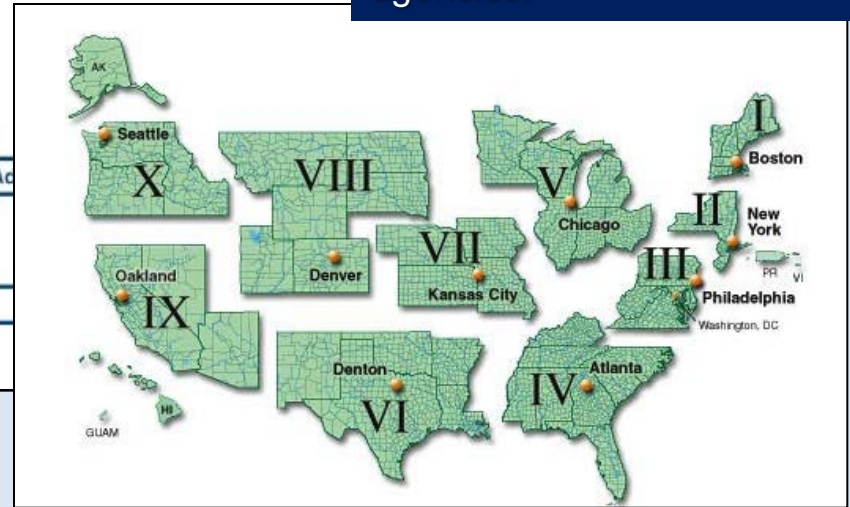 AK
Seattle
X
VIII
V
I
Boston
II
New
York
Chicago
VII
III
PR
VI
Denver
Kansas City
Philadelphia
Washington, DC
Oakland
IX
Denton
VI
IV
Atlanta
HI
GUAM